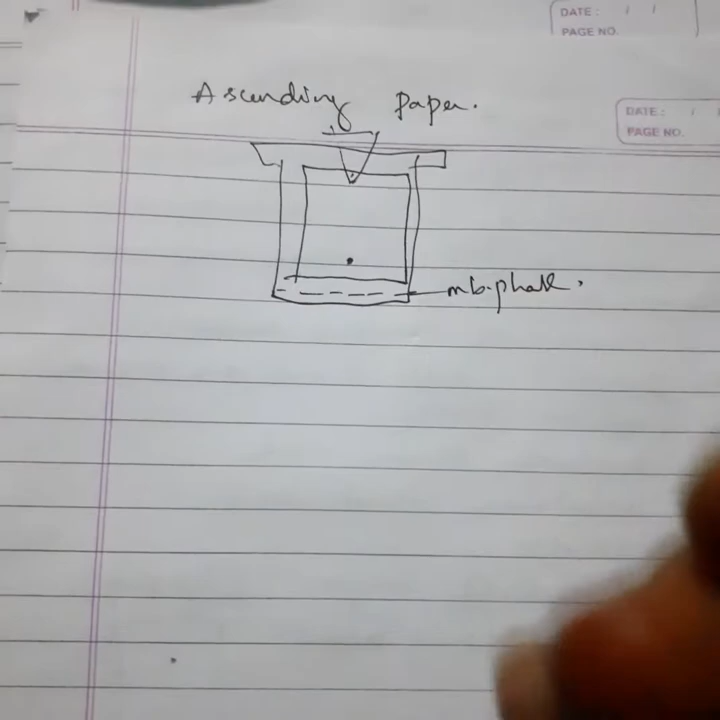 DATE: / /
PAGE NO.
Ascending Paper.
DATE: /
PAGE NO.
mb.phase.